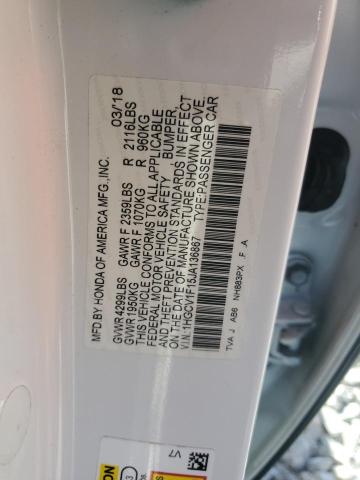 MFD.BY HONDA OF AMERICA MFG.,INC. 03/18
GVWR 4299LBS GAWR F 2359LBS R 2116LBS
GVWR 1950KG GAWR F 1070KG R 960KG
THIS VEHICLE CONFORMS TO ALL APPLICABLE
FEDERAL MOTOR VEHICLE SAFETY, BUMPER,
AND THEFT PREVENTION STANDARDS IN EFFECT
ON THE DATE OF MANUFACTURE SHOWN ABOVE.
V.I.N.:1HGCV1F15JA136867 TYPE:PASSENGER CAR
TVA J AB6 NH883PX F A
V7